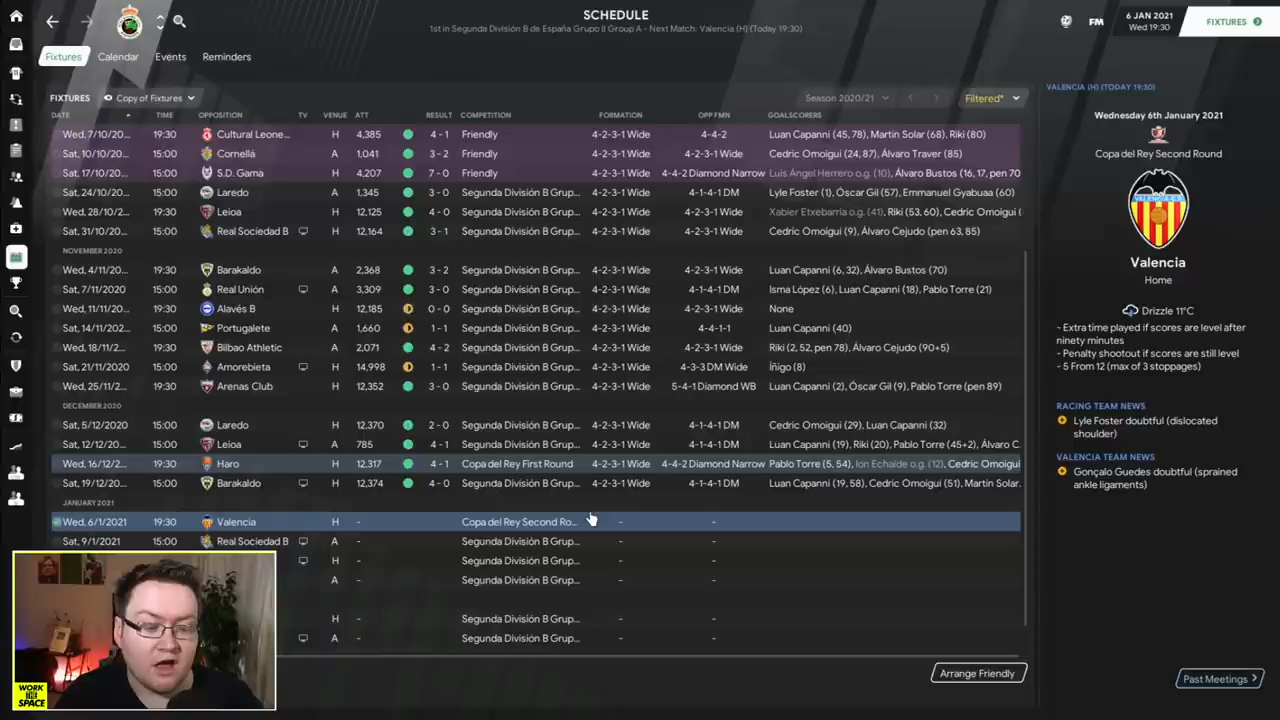 SCHEDULE
1st in Segunda División B de España Grupo II Group A - Next Match: Valencia (H) (Today 19:30)
FM
6 JAN 2021
Wed 19:30
FIXTURES
Fixtures Calendar Events Reminders
FIXTURES Copy of Fixtures Season 2020/21 Filtered*
DATE TIME OPPOSITION TV VENUE ATT RESULT COMPETITION FORMATION OPP FMN GOALSCORERS
Wed, 7/10/20... 19:30 Cultural Leone... H 4,385 4 - 1 Friendly 4-2-3-1 Wide 4-4-2 Luan Capanni (45, 78), Martín Solar (68), Riki (80)
Sat, 10/10/20... 15:00 Cornellá A 1,041 3 - 2 Friendly 4-2-3-1 Wide 4-2-3-1 Wide Cedric Omoigui (24, 87), Álvaro Traver (85)
Sat, 17/10/20... 15:00 S.D. Gama H 4,207 7 - 0 Friendly 4-2-3-1 Wide 4-4-2 Diamond Narrow Luis Ángel Herrero o.g. (10), Álvaro Bustos (16, 17, pen 70
Sat, 24/10/20... 15:00 Laredo A 1,345 3 - 0 Segunda División B Grup... 4-2-3-1 Wide 4-1-4-1 DM Lyle Foster (1), Óscar Gil (57), Emmanuel Gyabuaa (60)
Wed, 28/10/20... 19:30 Leioa H 12,125 4 - 0 Segunda División B Grup... 4-2-3-1 Wide 4-1-4-1 DM Xabier Etxebarria o.g. (41), Riki (53, 60), Cedric Omoigui (
Sat, 31/10/20... 15:00 Real Sociedad B H 12,164 3 - 1 Segunda División B Grup... 4-2-3-1 Wide 4-2-3-1 Wide Cedric Omoigui (9), Álvaro Cejudo (pen 63, 85)
NOVEMBER 2020
Wed, 4/11/20... 19:30 Barakaldo A 2,368 3 - 2 Segunda División B Grup... 4-2-3-1 Wide 4-2-3-1 Wide Luan Capanni (6, 32), Álvaro Bustos (70)
Sat, 7/11/2020 15:00 Real Unión A 3,309 3 - 0 Segunda División B Grup... 4-2-3-1 Wide 4-1-4-1 DM Isma López (6), Luan Capanni (18), Pablo Torre (21)
Wed, 11/11/20... 19:30 Alavés B H 12,185 0 - 0 Segunda División B Grup... 4-2-3-1 Wide 4-2-3-1 Wide None
Sat, 14/11/202... 15:00 Portugalete A 1,660 1 - 1 Segunda División B Grup... 4-2-3-1 Wide 4-4-1-1 Luan Capanni (40)
Wed, 18/11/2... 19:30 Bilbao Athletic A 2,071 4 - 2 Segunda División B Grup... 4-2-3-1 Wide 4-2-3-1 Wide Riki (2, 52, pen 78), Álvaro Cejudo (90+5)
Sat, 21/11/2020 15:00 Amorebieta H 14,998 1 - 1 Segunda División B Grup... 4-2-3-1 Wide 4-3-3 DM Wide Íñigo (8)
Wed, 25/11/2... 19:30 Arenas Club H 12,352 3 - 0 Segunda División B Grup... 4-2-3-1 Wide 5-4-1 Diamond WB Luan Capanni (2), Óscar Gil (9), Pablo Torre (pen 89)
DECEMBER 2020
Sat, 5/12/2020 15:00 Laredo H 12,370 2 - 0 Segunda División B Grup... 4-2-3-1 Wide 4-1-4-1 DM Cedric Omoigui (29), Luan Capanni (32)
Sat, 12/12/20... 15:00 Leioa A 785 4 - 1 Segunda División B Grup... 4-2-3-1 Wide 4-1-4-1 DM Luan Capanni (19), Riki (20), Pablo Torre (45+2), Álvaro C.
Wed, 16/12/2... 19:30 Haro H 12,317 4 - 1 Copa del Rey First Round 4-2-3-1 Wide 4-4-2 Diamond Narrow Pablo Torre (5, 54), Ion Echaide o.g. (12), Cedric Omoigui
Sat, 19/12/20... 15:00 Barakaldo H 12,374 4 - 0 Segunda División B Grup... 4-2-3-1 Wide 4-1-4-1 DM Luan Capanni (19, 58), Cedric Omoigui (51), Martín Solar.
JANUARY 2021
Wed, 6/1/2021 19:30 Valencia H - Copa del Rey Second Ro... - -
Sat, 9/1/2021 15:00 Real Sociedad B A - Segunda División B Grup... - -
H - Segunda División B Grup... - -
A - Segunda División B Grup... - -
H - Segunda División B Grup... - -
A - Segunda División B Grup... - -
Arrange Friendly
VALENCIA (H) (TODAY 19:30)
Wednesday 6th January 2021
Copa del Rey Second Round
VALENCIA C.F.
Valencia
Home
Drizzle 11°C
- Extra time played if scores are level after
ninety minutes
- Penalty shootout if scores are still level
- 5 From 12 (max of 3 stoppages)
RACING TEAM NEWS
Lyle Foster doubtful (dislocated
shoulder)
VALENCIA TEAM NEWS
Gonçalo Guedes doubtful (sprained
ankle ligaments)
Past Meetings
WORK
THE
SPACE